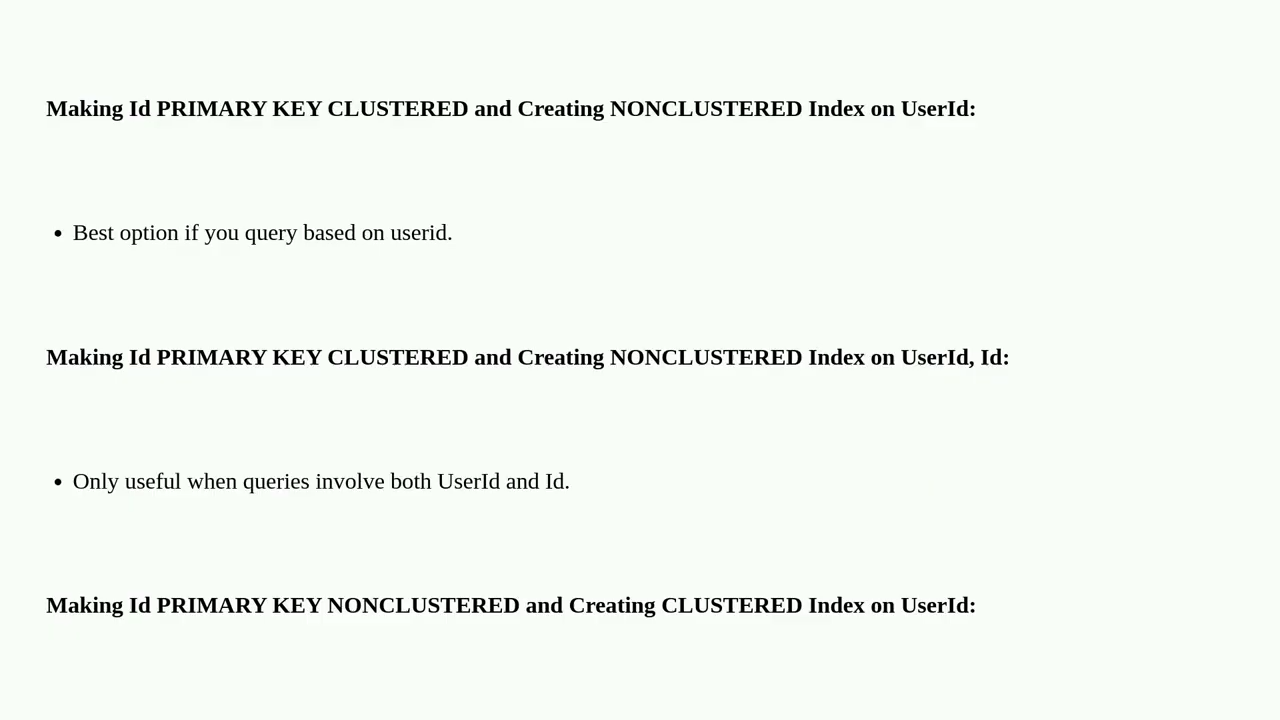 Making Id PRIMARY KEY CLUSTERED and Creating NONCLUSTERED Index on UserId:
• Best option if you query based on userid.
Making Id PRIMARY KEY CLUSTERED and Creating NONCLUSTERED Index on UserId, Id:
• Only useful when queries involve both UserId and Id.
Making Id PRIMARY KEY NONCLUSTERED and Creating CLUSTERED Index on UserId: